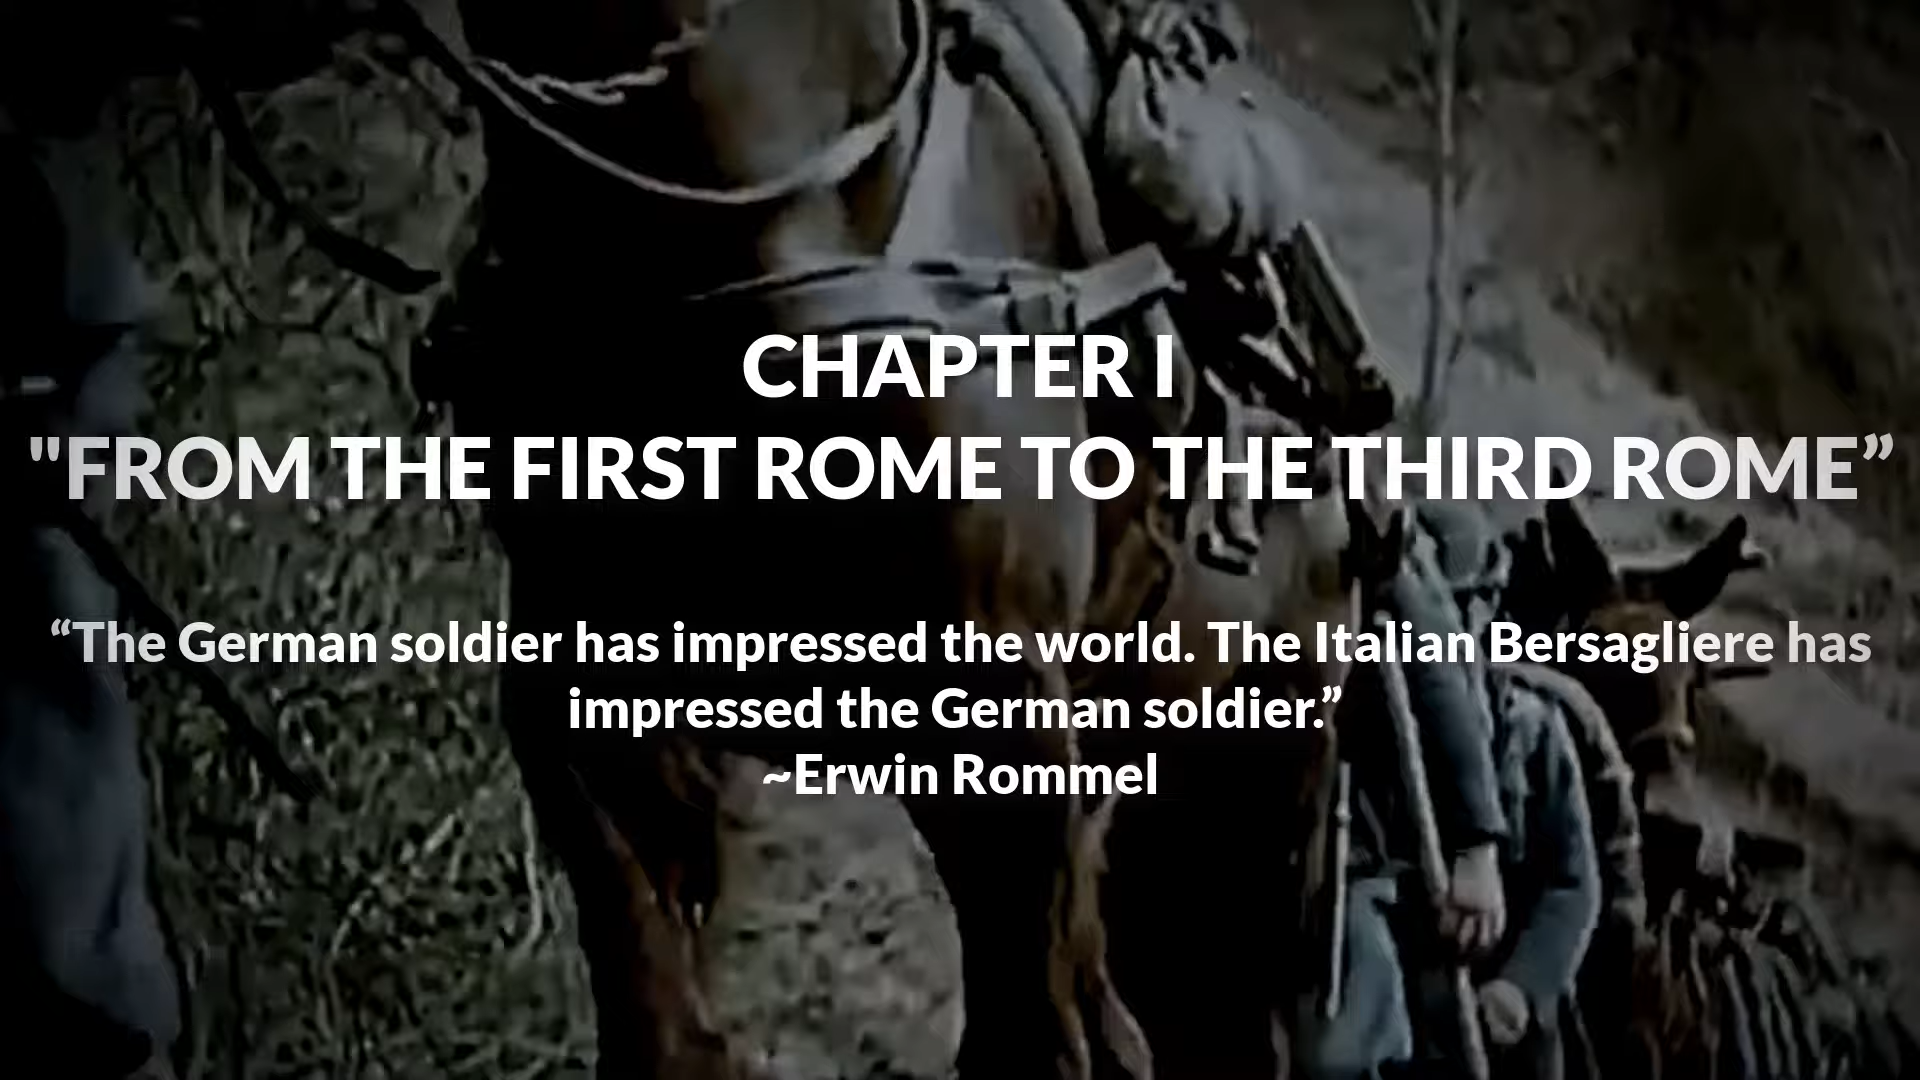 CHAPTER I
"FROM THE FIRST ROME TO THE THIRD ROME”
“The German soldier has impressed the world. The Italian Bersagliere has
impressed the German soldier.”
~Erwin Rommel